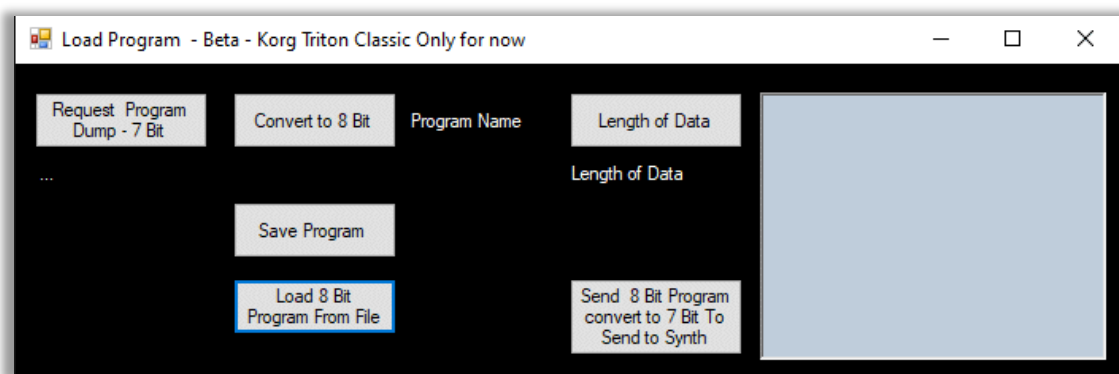 Load Program  - Beta - Korg Triton Classic Only for now
Request  Program
Dump - 7 Bit
Convert to 8 Bit
Program Name
Length of Data
...
Length of Data
Save Program
Load 8 Bit
Program From File
Send  8 Bit Program
convert to 7 Bit To
Send to Synth